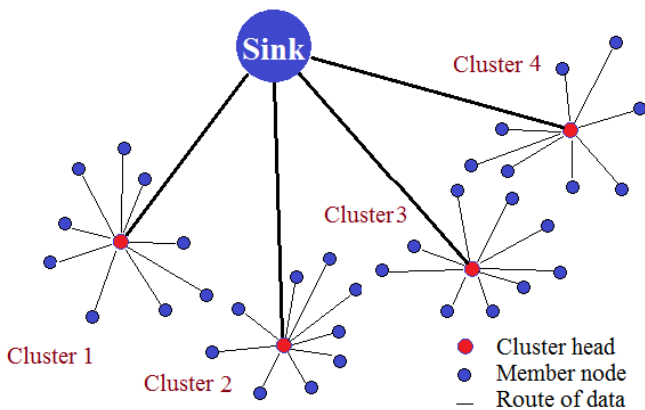 Sink
Cluster 4
Cluster3
Cluster 1
Cluster 2
Cluster head
Member node
Route of data